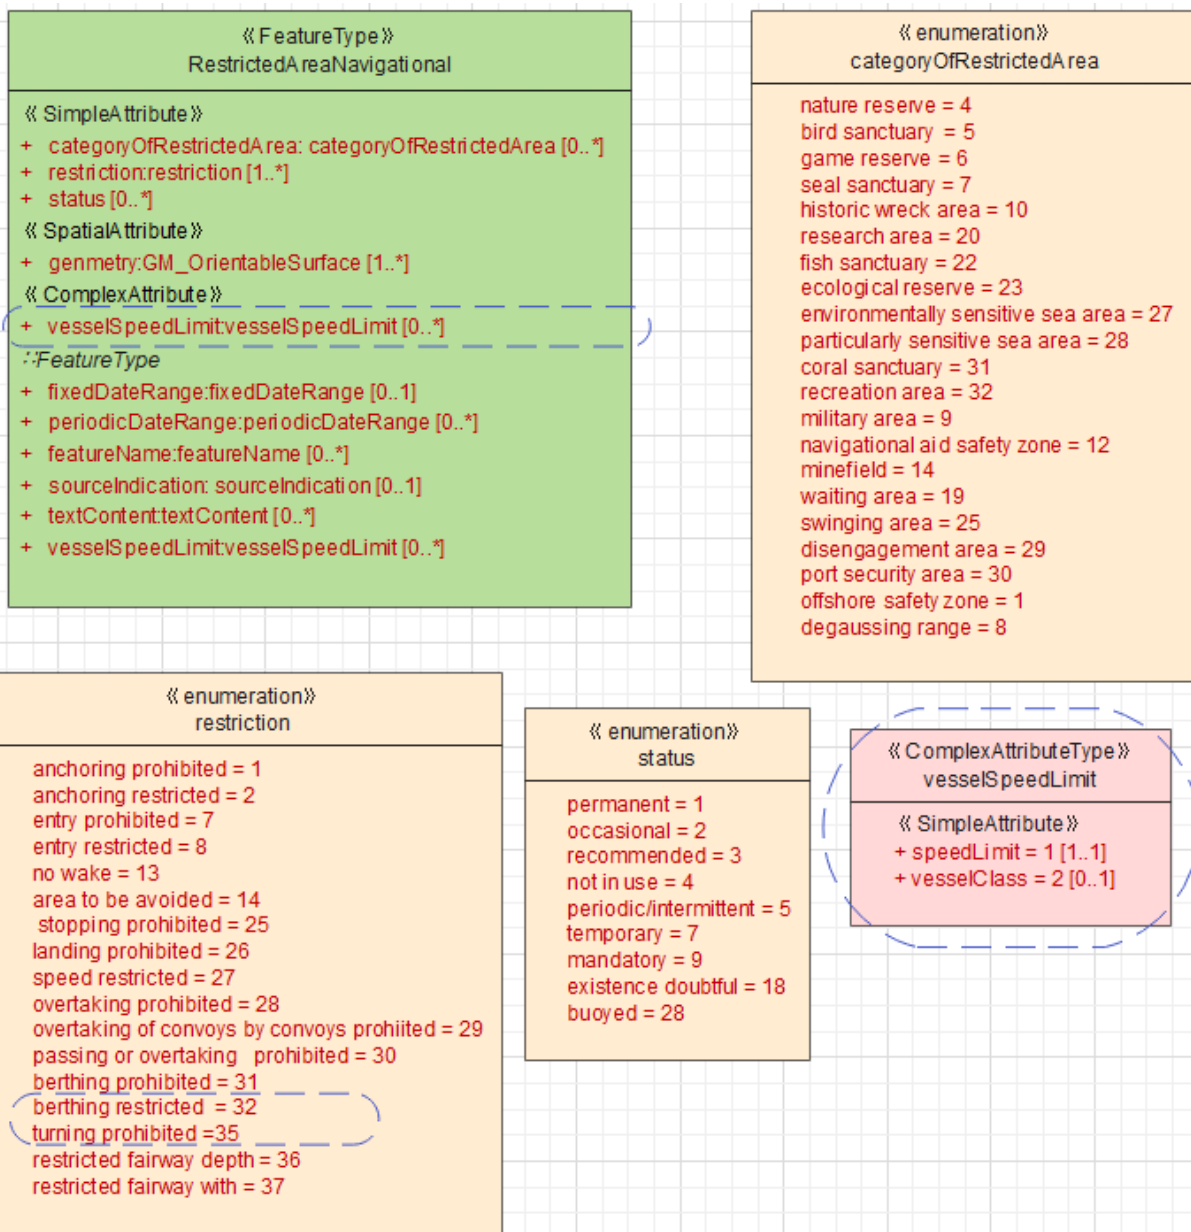 《FeatureType》
RestrictedAreaNavigational
《SimpleAttribute》
+ categoryOfRestrictedArea: categoryOfRestrictedArea [0..*]
+ restriction:restriction [1..*]
+ status [0..*]
《SpatialAttribute》
+ genmetry:GM_OrientableSurface [1..*]
《ComplexAttribute》
+ vesselSpeedLimit:vesselSpeedLimit [0..*]
::FeatureType
+ fixedDateRange:fixedDateRange [0..1]
+ periodicDateRange:periodicDateRange [0..*]
+ featureName:featureName [0..*]
+ sourceIndication: sourceIndication [0..1]
+ textContent:textContent [0..*]
+ vesselSpeedLimit:vesselSpeedLimit [0..*]
《enumeration》
categoryOfRestrictedArea
nature reserve = 4
bird sanctuary = 5
game reserve = 6
seal sanctuary = 7
historic wreck area = 10
research area = 20
fish sanctuary = 22
ecological reserve = 23
environmentally sensitive sea area = 27
particularly sensitive sea area = 28
coral sanctuary = 31
recreation area = 32
military area = 9
navigational aid safety zone = 12
minefield = 14
waiting area = 19
swinging area = 25
disengagement area = 29
port security area = 30
offshore safety zone = 1
degaussing range = 8
《enumeration》
restriction
anchoring prohibited = 1
anchoring restricted = 2
entry prohibited = 7
entry restricted = 8
no wake = 13
area to be avoided = 14
stopping prohibited = 25
landing prohibited = 26
speed restricted = 27
overtaking prohibited = 28
overtaking of convoys by convoys prohiited = 29
passing or overtaking prohibited = 30
berthing prohibited = 31
berthing restricted = 32
turning prohibited =35
restricted fairway depth = 36
restricted fairway with = 37
《enumeration》
status
permanent = 1
occasional = 2
recommended = 3
not in use = 4
periodic/intermittent = 5
temporary = 7
mandatory = 9
existence doubtful = 18
buoyed = 28
《ComplexAttributeType》
vesselSpeedLimit
《SimpleAttribute》
+ speedLimit = 1 [1..1]
+ vesselClass = 2 [0..1]